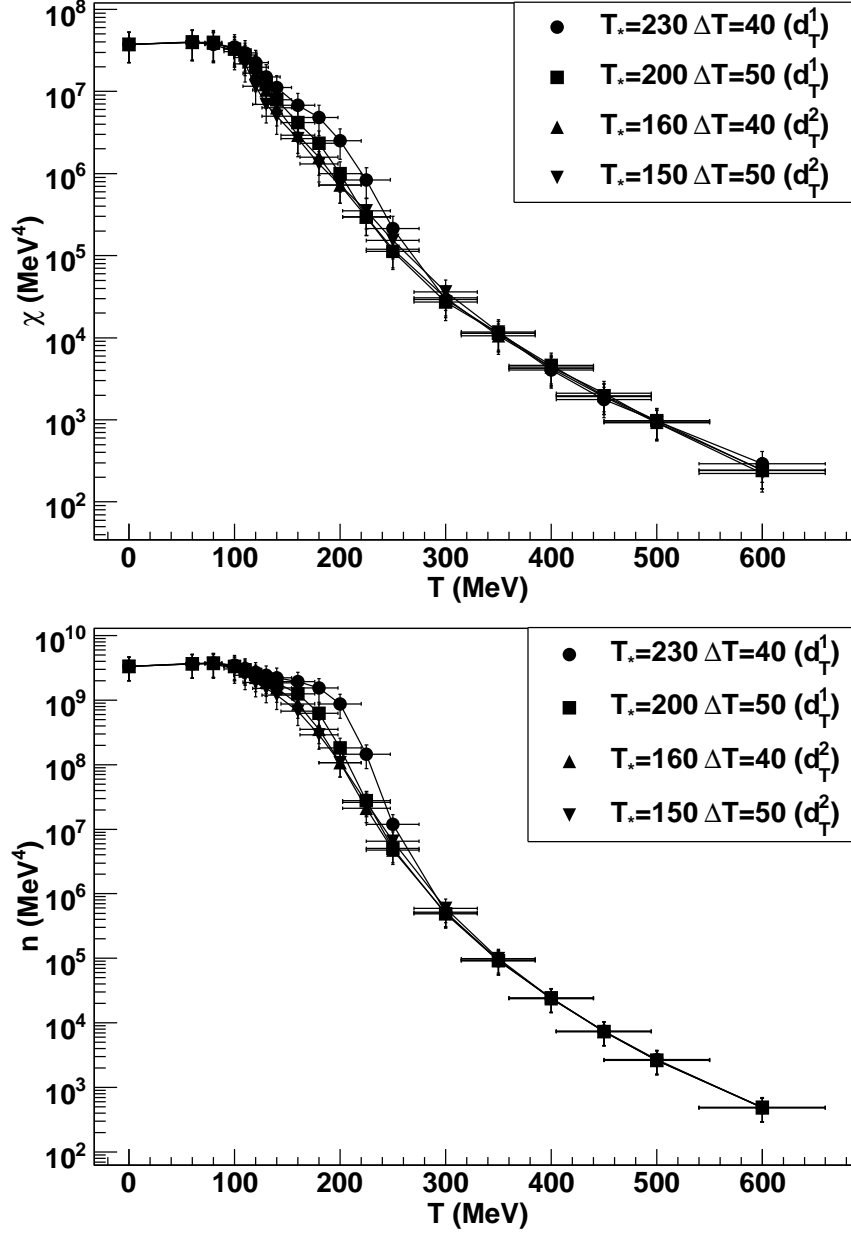 10^8
10^7
10^6
10^5
10^4
10^3
10^2
χ (MeV^4)
T_*=230 ΔT=40 (d_T^1)
T_*=200 ΔT=50 (d_T^1)
T_*=160 ΔT=40 (d_T^2)
T_*=150 ΔT=50 (d_T^2)
0 100 200 300 400 500 600
T (MeV)
10^10
10^9
10^8
10^7
10^6
10^5
10^4
10^3
10^2
n (MeV^4)
T_*=230 ΔT=40 (d_T^1)
T_*=200 ΔT=50 (d_T^1)
T_*=160 ΔT=40 (d_T^2)
T_*=150 ΔT=50 (d_T^2)
0 100 200 300 400 500 600
T (MeV)